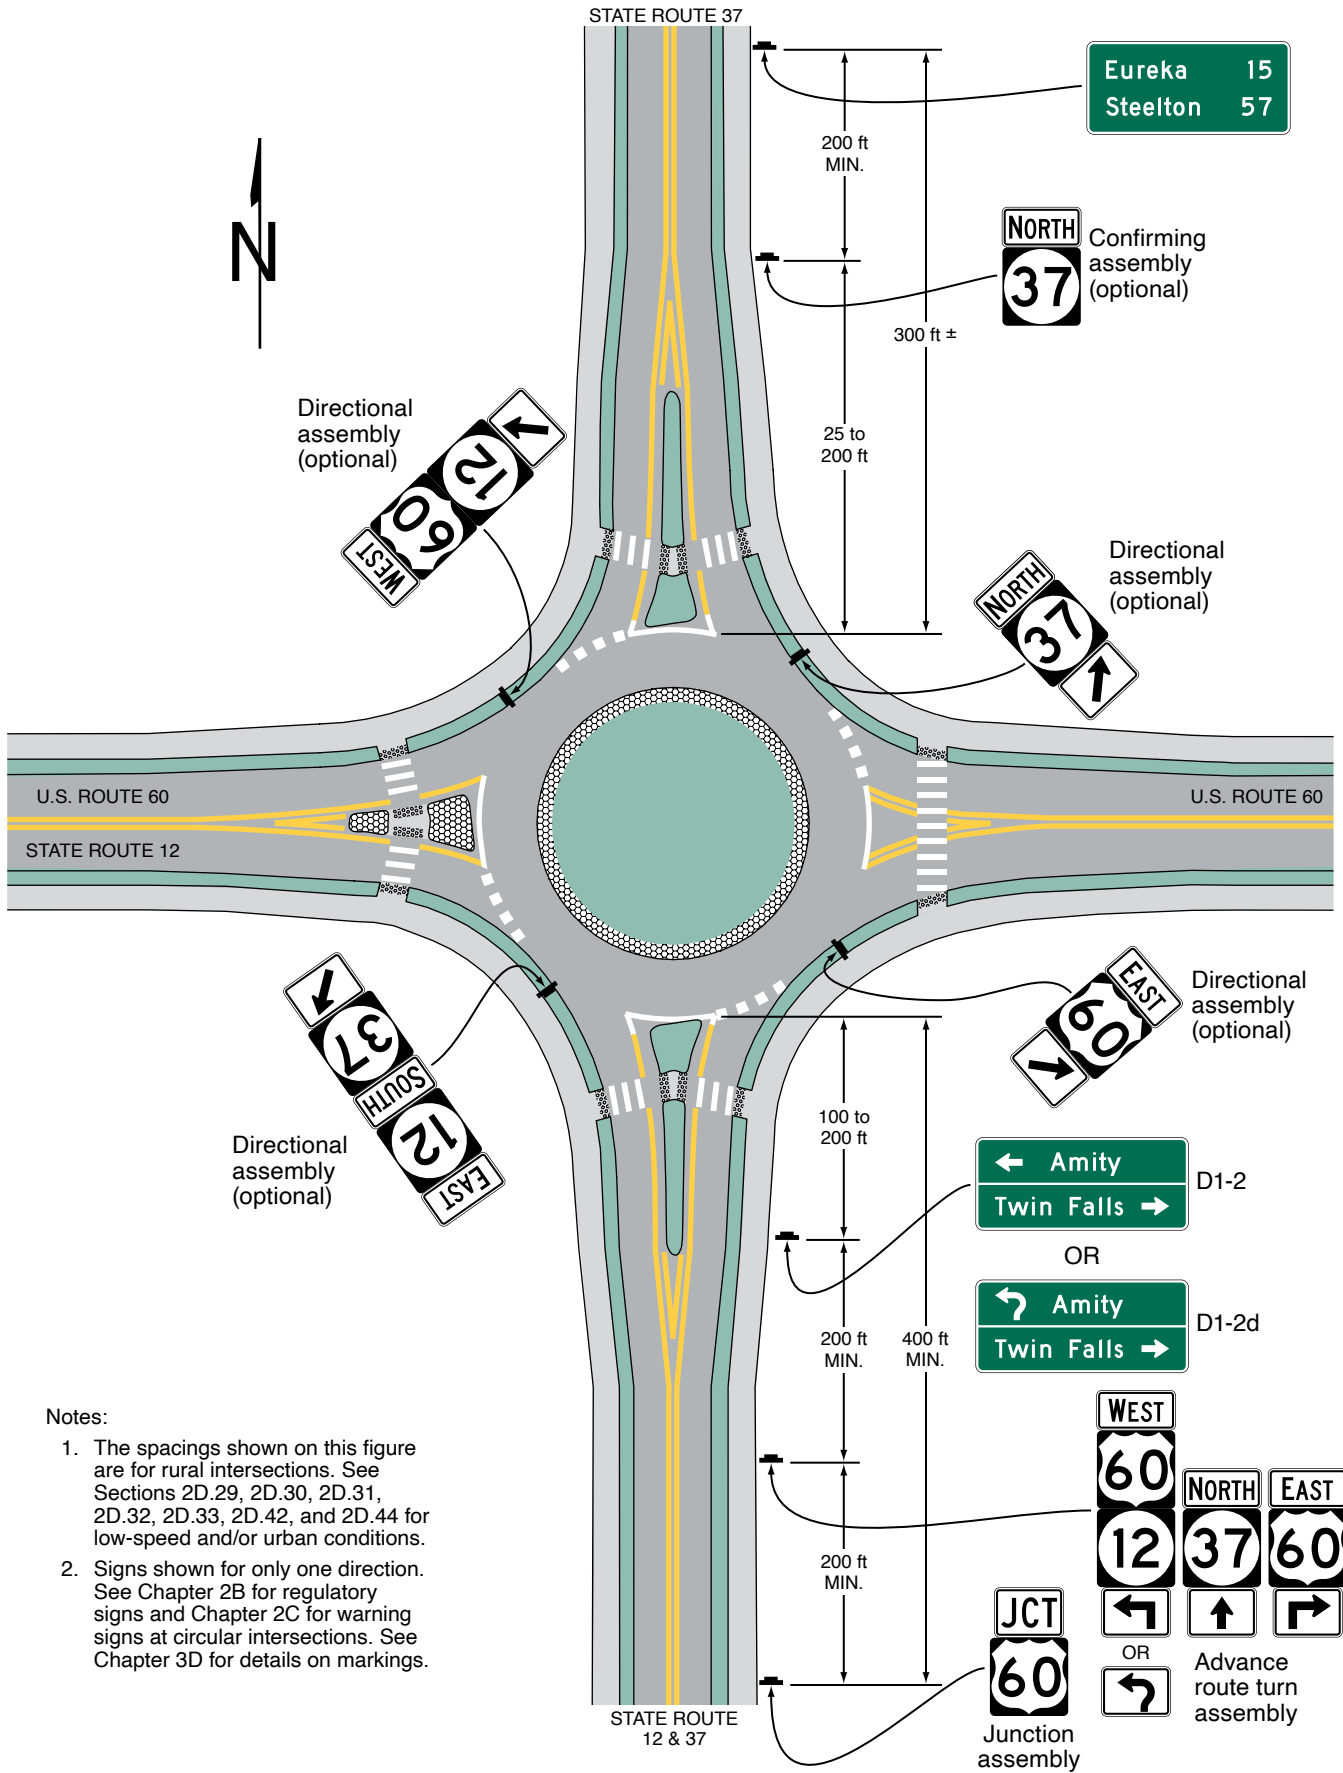 STATE ROUTE 37
Eureka 15
Steelton 57
200 ft
MIN.
N
NORTH
37
Confirming
assembly
(optional)
300 ft ±
Directional
assembly
(optional)
12
60
WEST
25 to
200 ft
Directional
assembly
(optional)
NORTH
37
U.S. ROUTE 60
STATE ROUTE 12
U.S. ROUTE 60
37
SOUTH
12
EAST
Directional
assembly
(optional)
EAST
60
Directional
assembly
(optional)
100 to
200 ft
Amity
Twin Falls
D1-2
OR
Amity
Twin Falls
D1-2d
200 ft
MIN.
400 ft
MIN.
WEST
60
12
NORTH
37
EAST
60
OR
Advance
route turn
assembly
200 ft
MIN.
JCT
60
Junction
assembly
STATE ROUTE
12 & 37
Notes:
1. The spacings shown on this figure
are for rural intersections. See
Sections 2D.29, 2D.30, 2D.31,
2D.32, 2D.33, 2D.42, and 2D.44 for
low-speed and/or urban conditions.
2. Signs shown for only one direction.
See Chapter 2B for regulatory
signs and Chapter 2C for warning
signs at circular intersections. See
Chapter 3D for details on markings.